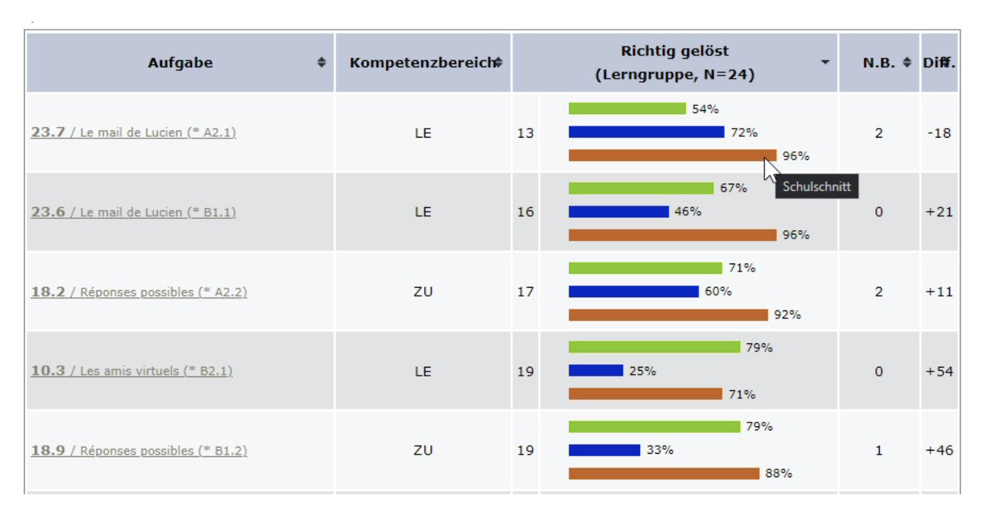 Aufgabe
Kompetenzbereich
Richtig gelöst
(Lerngruppe, N=24)
N.B.
Diff.
23.7 / Le mail de Lucien (* A2.1)
LE
13
54%
72%
96%
2
-18
Schulschnitt
23.6 / Le mail de Lucien (* B1.1)
LE
16
67%
46%
96%
0
+21
18.2 / Réponses possibles (* A2.2)
ZU
17
71%
60%
92%
2
+11
10.3 / Les amis virtuels (* B2.1)
LE
19
79%
25%
71%
0
+54
18.9 / Réponses possibles (* B1.2)
ZU
19
79%
33%
88%
1
+46